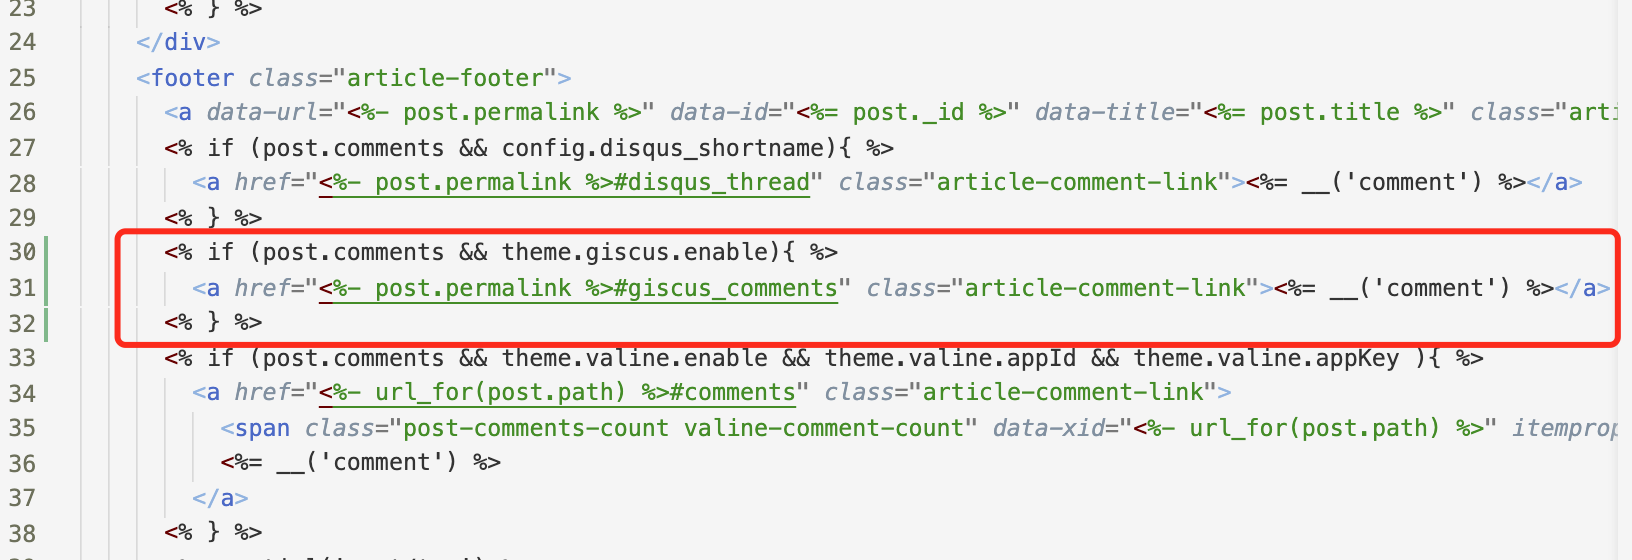 23 <% } %>
24 </div>
25 <footer class="article-footer">
26 <a data-url="<%- post.permalink %>" data-id="<%= post._id %>" data-title="<%= post.title %>" class="arti
27 <% if (post.comments && config.disqus_shortname){ %>
28 <a href="<%- post.permalink %>#disqus_thread" class="article-comment-link"><%= __('comment') %></a>
29 <% } %>
30 <% if (post.comments && theme.giscus.enable){ %>
31 <a href="<%- post.permalink %>#giscus_comments" class="article-comment-link"><%= __('comment') %></a>
32 <% } %>
33 <% if (post.comments && theme.valine.enable && theme.valine.appId && theme.valine.appKey ){ %>
34 <a href="<%- url_for(post.path) %>#comments" class="article-comment-link">
35 <span class="post-comments-count valine-comment-count" data-xid="<%- url_for(post.path) %>" itemprop
36 <%= __('comment') %>
37 </a>
38 <% } %>